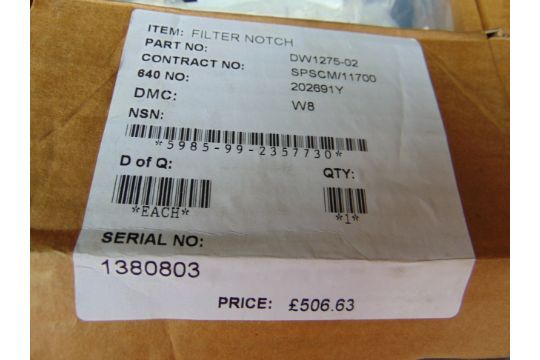 ITEM: FILTER NOTCH
PART NO: DW1275-02
CONTRACT NO: SPSCM/11700
640 NO: 202691Y
DMC: W8
NSN:
*5985-99-2357730*
D of Q: QTY:
*EACH* *1*
SERIAL NO:
1380803
PRICE: £506.63